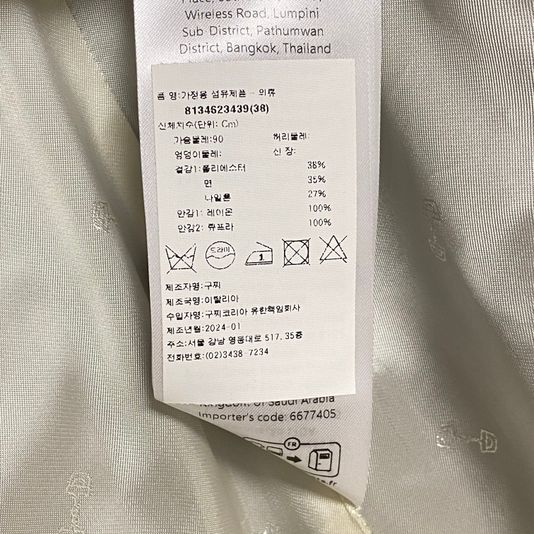 Wireless Road, Lumpini
Sub-District, Pathumwan
District, Bangkok, Thailand
품 명:가정용 섬유제품 - 의류
8134623439(38)
신체치수(단위: Cm)
가슴둘레:90 허리둘레:
엉덩이둘레: 신 장:
겉감1:폴리에스터 38%
면 35%
나일론 27%
안감1: 레이온 100%
안감2: 큐프라 100%
드라이
1
제조자명:구찌
제조국명:이탈리아
수입자명:구찌코리아 유한책임회사
제조년월:2024-01
주소:서울 강남 영동대로 517.35층
전화번호:(02)3438-7234
Kingdom of Saudi Arabia
Importer's code: 6677405
FR